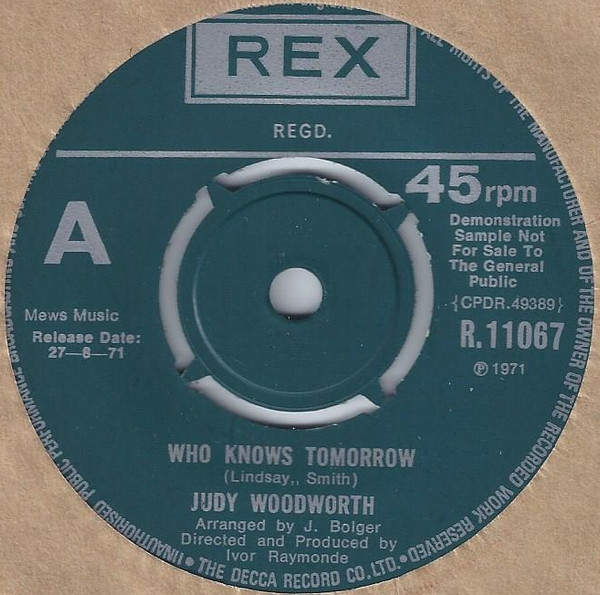 REX
REGD.
45rpm
A
Demonstration
Sample Not
For Sale To
The General
Public
{CPDR.49389}
R.11067
℗ 1971
Mews Music
Release Date:
27—8—71
WHO KNOWS TOMORROW
(Lindsay,, Smith)
JUDY WOODWORTH
Arranged by J. Bolger
Directed and Produced by
Ivor Raymonde
ALL RIGHTS OF THE MANUFACTURER AND OF THE OWNER OF THE RECORDED WORK RESERVED •
• THE DECCA RECORD CO.,LTD. •
UNAUTHORISED PUBLIC PERFORMANCE